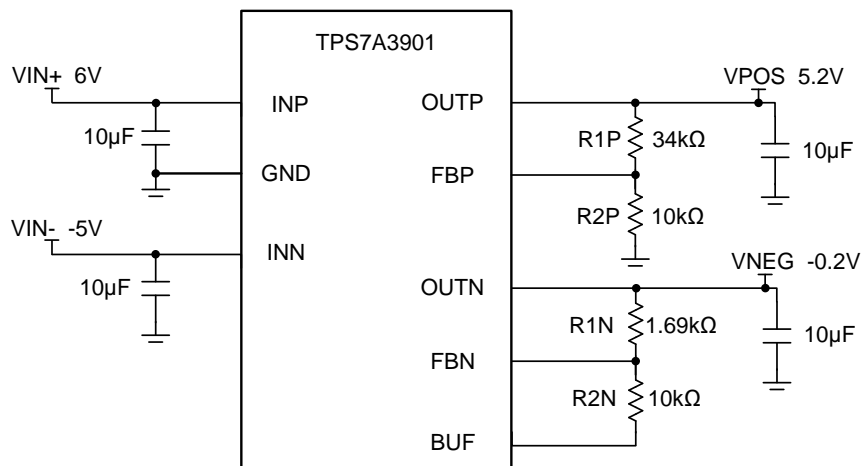 TPS7A3901
VIN+ 6V
INP
OUTP
VPOS 5.2V
10µF
R1P
34kΩ
10µF
GND
FBP
R2P
10kΩ
VIN- -5V
INN
VNEG -0.2V
10µF
OUTN
R1N
1.69kΩ
10µF
FBN
R2N
10kΩ
BUF